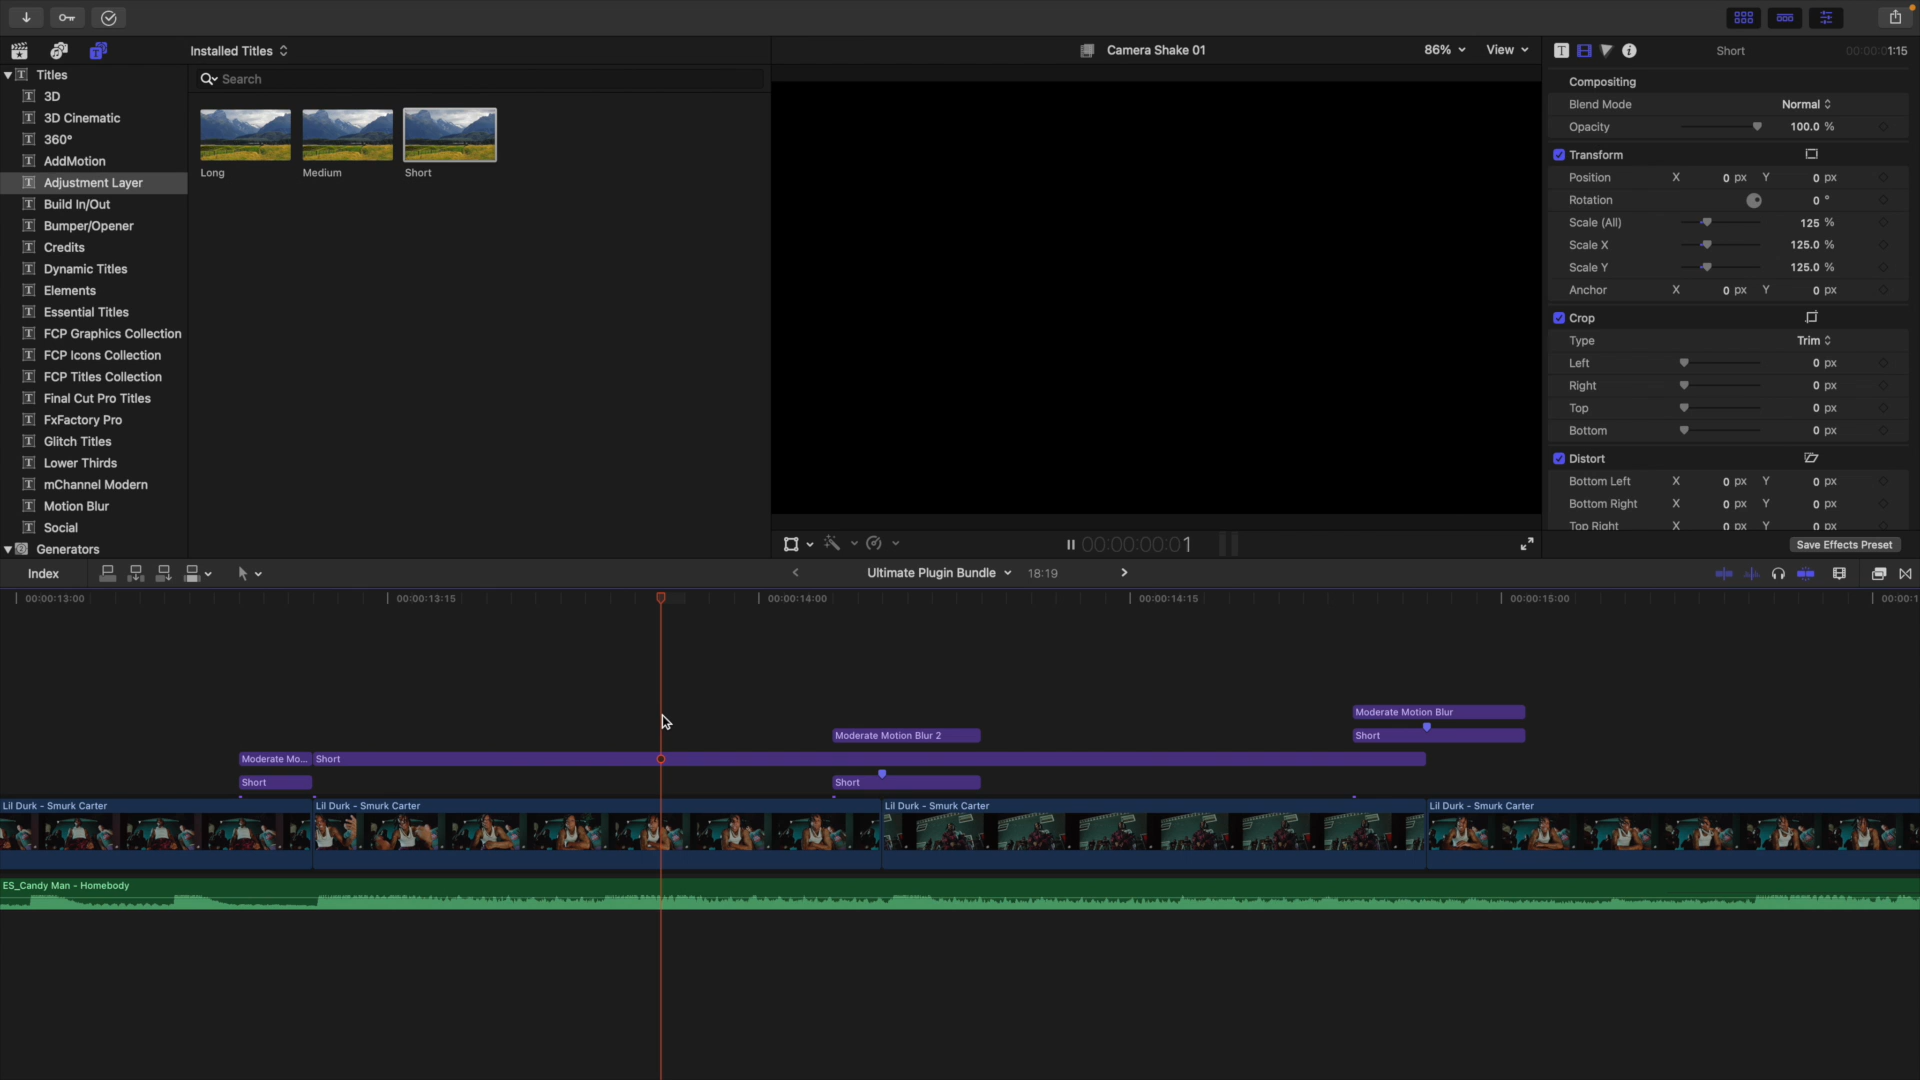 Installed Titles
Camera Shake 01
86%
View
Short
00:00:01:15
Search
Titles
3D
3D Cinematic
360°
AddMotion
Adjustment Layer
Build In/Out
Bumper/Opener
Credits
Dynamic Titles
Elements
Essential Titles
FCP Graphics Collection
FCP Icons Collection
FCP Titles Collection
Final Cut Pro Titles
FxFactory Pro
Glitch Titles
Lower Thirds
mChannel Modern
Motion Blur
Social
Generators
Long
Medium
Short
Compositing
Blend Mode Normal
Opacity 100.0 %
Transform
Position X 0 px Y 0 px
Rotation 0 °
Scale (All) 125 %
Scale X 125.0 %
Scale Y 125.0 %
Anchor X 0 px Y 0 px
Crop
Type Trim
Left 0 px
Right 0 px
Top 0 px
Bottom 0 px
Distort
Bottom Left X 0 px Y 0 px
Bottom Right X 0 px Y 0 px
Top Right X 0 px Y 0 px
00:00:00:01
Save Effects Preset
Index
Ultimate Plugin Bundle
18:19
00:00:13:00
00:00:13:15
00:00:14:00
00:00:14:15
00:00:15:00
00:00:1
Moderate Motion Blur
Moderate Motion Blur 2
Short
Moderate Mo...
Short
Short
Short
Lil Durk - Smurk Carter
Lil Durk - Smurk Carter
Lil Durk - Smurk Carter
Lil Durk - Smurk Carter
ES_Candy Man - Homebody